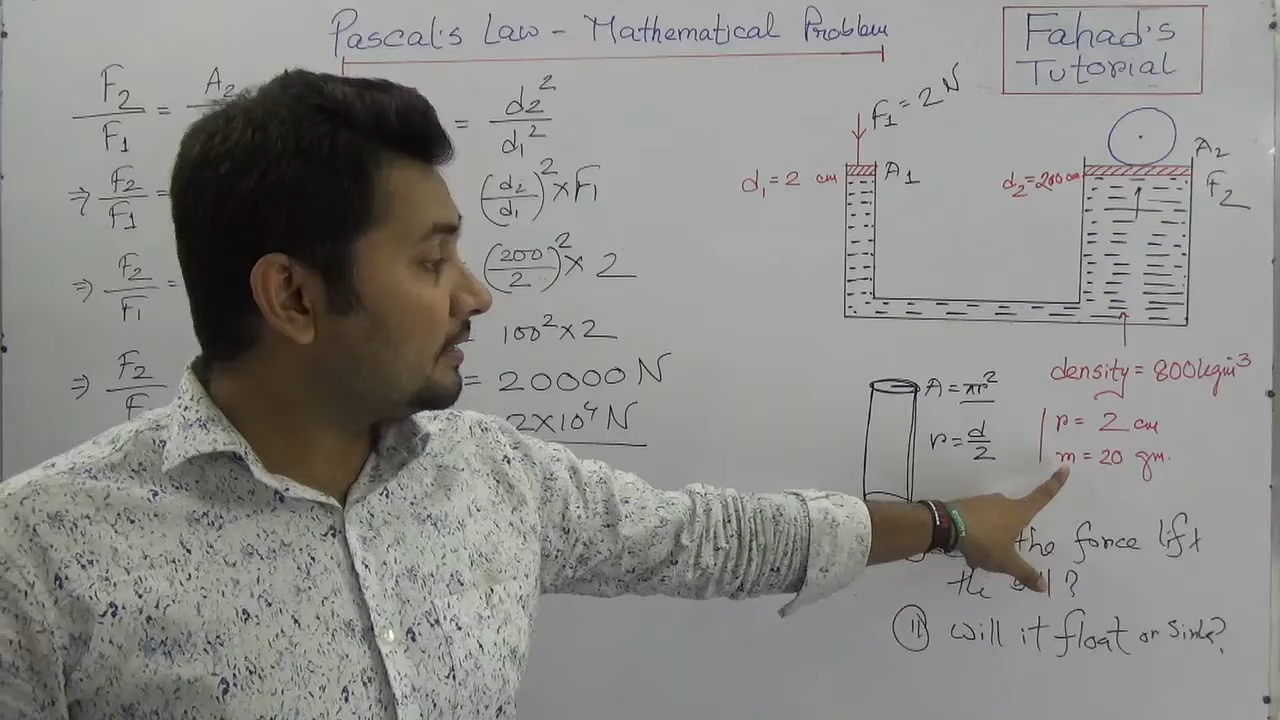 Pascal's Law - Mathematical Problem
Fahad's
Tutorial
F2/F1 = A2
= d2²/d1²
⇒ F2/F1 =
(d2/d1)² × F1
⇒ F2/F1 =
(200/2)² × 2
100² × 2
⇒ F2/F
= 20000 N
2×10⁴ N
F1 = 2 N
d1 = 2 cm
A1
d2 = 200 cm
A2
F2
A = πr²
r = d/2
density = 800 kgm³
r = 2 cm
m = 20 gm.
the force lift
the ?
(II) will it float or sink?